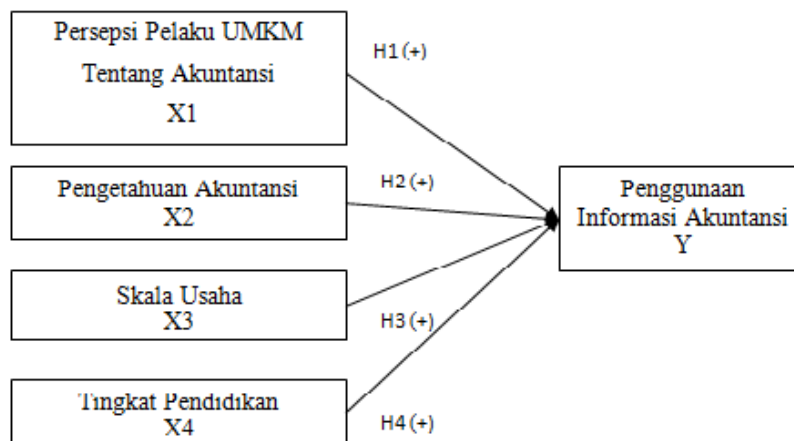 Persepsi Pelaku UMKM
Tentang Akuntansi
X1
H1 (+)
Pengetahuan Akuntansi
X2
H2 (+)
Penggunaan
Informasi Akuntansi
Y
Skala Usaha
X3
H3 (+)
Tingkat Pendidikan
X4
H4 (+)